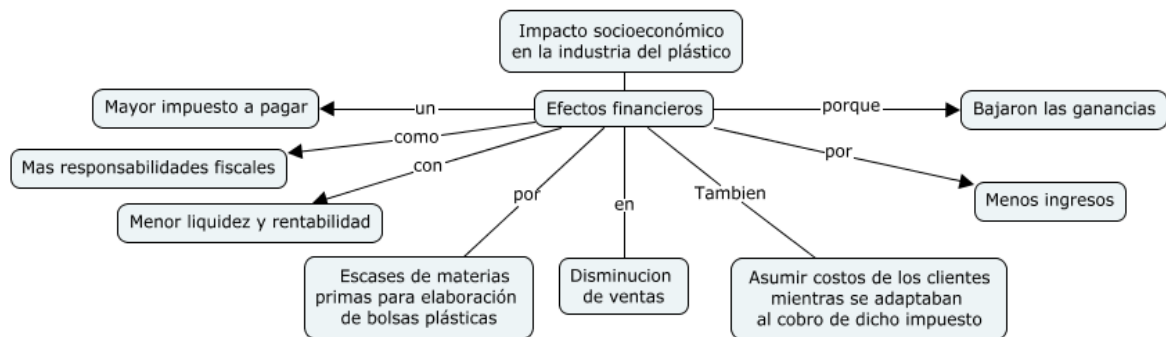 Impacto socioeconómico
en la industria del plástico
Mayor impuesto a pagar
un
Efectos financieros
porque
Bajaron las ganancias
como
Mas responsabilidades fiscales
con
por
Menor liquidez y rentabilidad
por
en
Tambien
Menos ingresos
Escases de materias
primas para elaboración
de bolsas plásticas
Disminucion
de ventas
Asumir costos de los clientes
mientras se adaptaban
al cobro de dicho impuesto